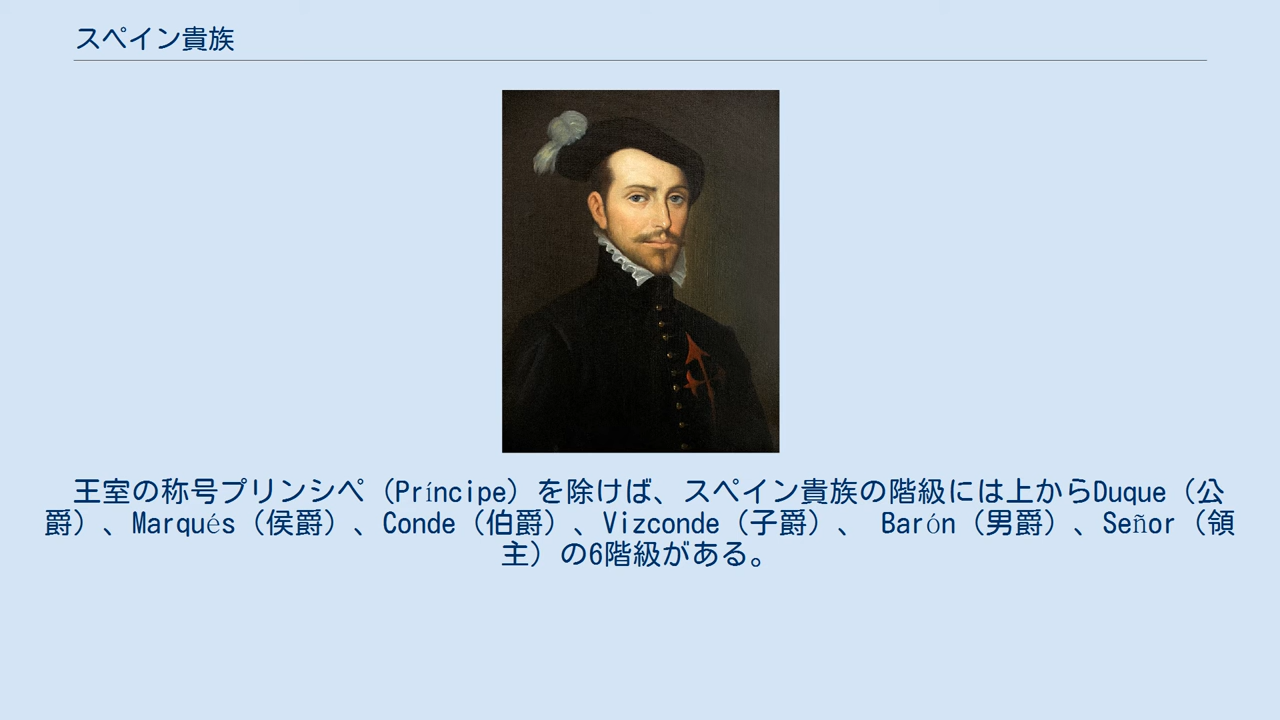 スペイン貴族
王室の称号プリンシペ（Príncipe）を除けば、スペイン貴族の階級には上からDuque（公
爵）、Marqués（侯爵）、Conde（伯爵）、Vizconde（子爵）、 Barón（男爵）、Señor（領
主）の6階級がある。